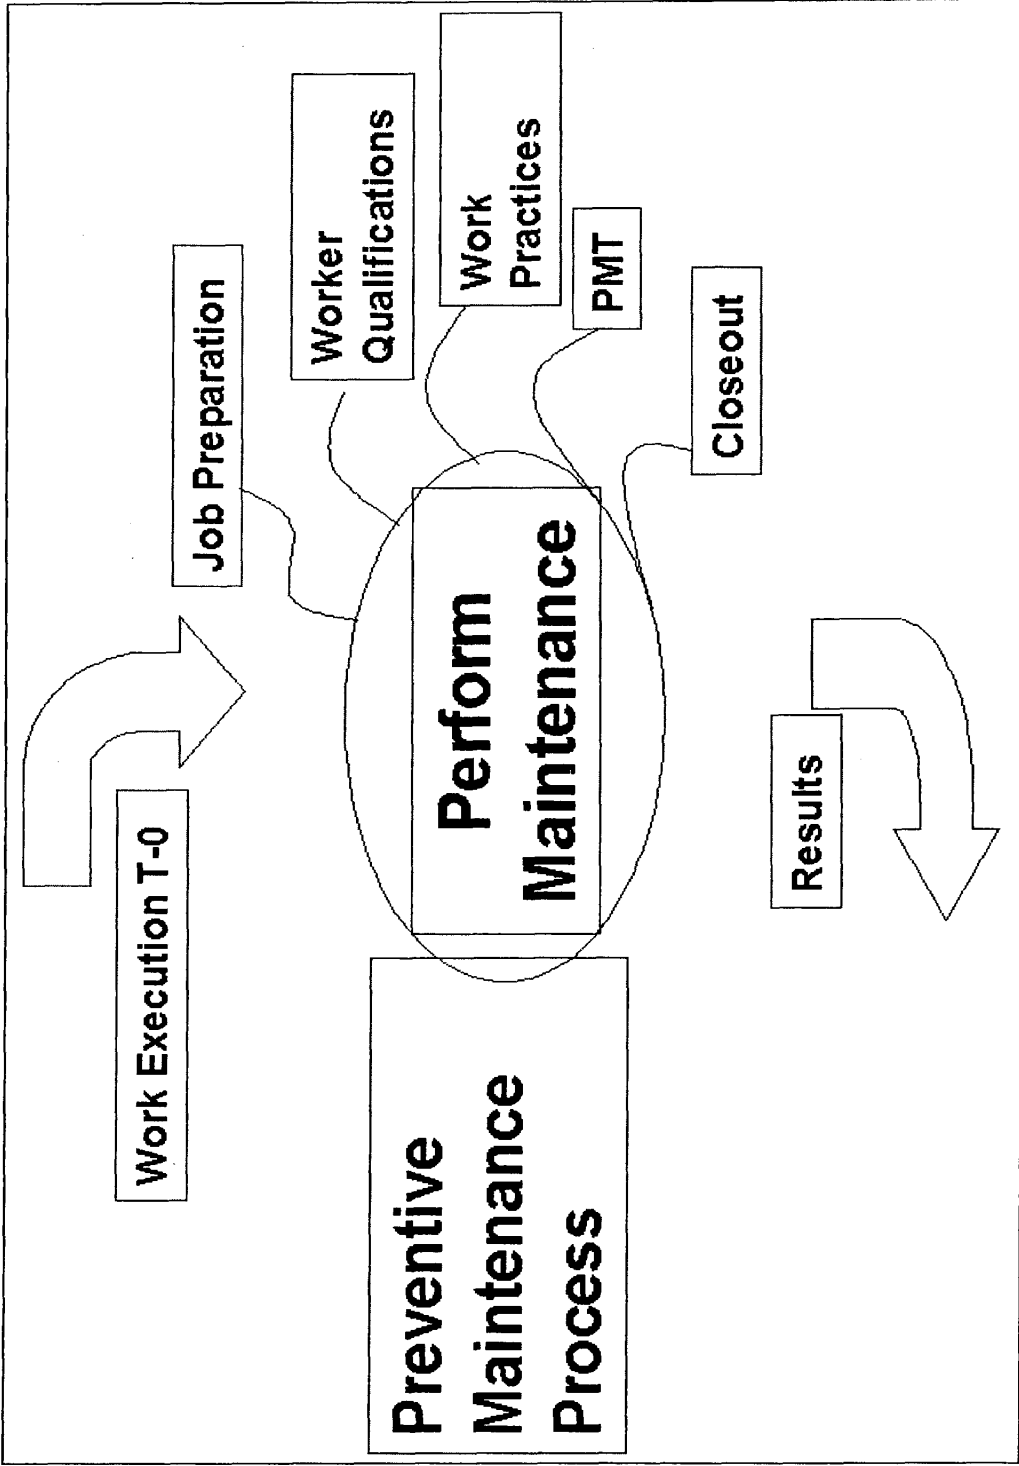 Work Execution T-0
Job Preparation
Worker
Qualifications
Work
Practices
PMT
Closeout
Perform
Maintenance
Preventive
Maintenance
Process
Results